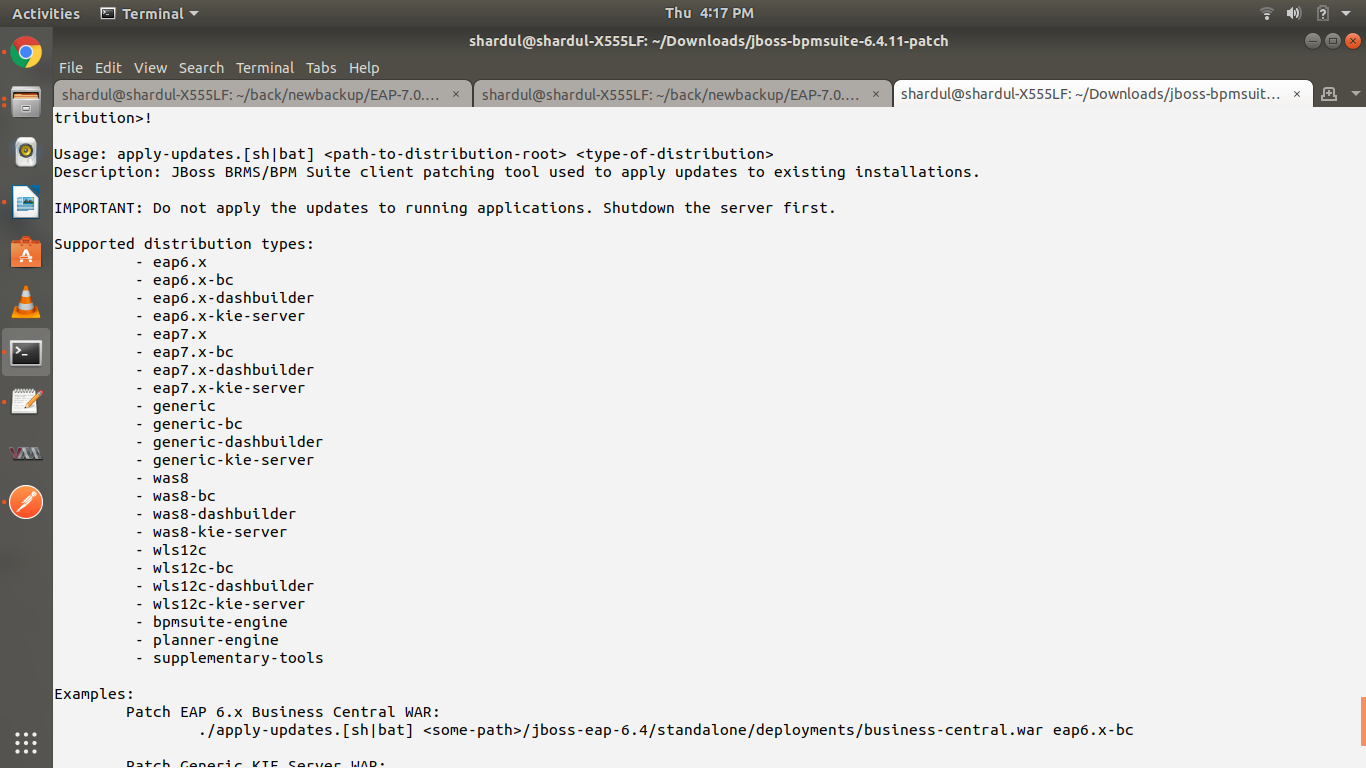 Activities Terminal Thu 4:17 PM
shardul@shardul-X555LF: ~/Downloads/jboss-bpmsuite-6.4.11-patch
File Edit View Search Terminal Tabs Help
shardul@shardul-X555LF: ~/back/newbackup/EAP-7.0.... × shardul@shardul-X555LF: ~/back/newbackup/EAP-7.0.... × shardul@shardul-X555LF: ~/Downloads/jboss-bpmsuit... ×
tribution>!
Usage: apply-updates.[sh|bat] <path-to-distribution-root> <type-of-distribution>
Description: JBoss BRMS/BPM Suite client patching tool used to apply updates to existing installations.
IMPORTANT: Do not apply the updates to running applications. Shutdown the server first.
Supported distribution types:
- eap6.x
- eap6.x-bc
- eap6.x-dashbuilder
- eap6.x-kie-server
- eap7.x
- eap7.x-bc
- eap7.x-dashbuilder
- eap7.x-kie-server
- generic
- generic-bc
- generic-dashbuilder
- generic-kie-server
- was8
- was8-bc
- was8-dashbuilder
- was8-kie-server
- wls12c
- wls12c-bc
- wls12c-dashbuilder
- wls12c-kie-server
- bpmsuite-engine
- planner-engine
- supplementary-tools
Examples:
Patch EAP 6.x Business Central WAR:
./apply-updates.[sh|bat] <some-path>/jboss-eap-6.4/standalone/deployments/business-central.war eap6.x-bc
Patch Generic KIE Server WAR: